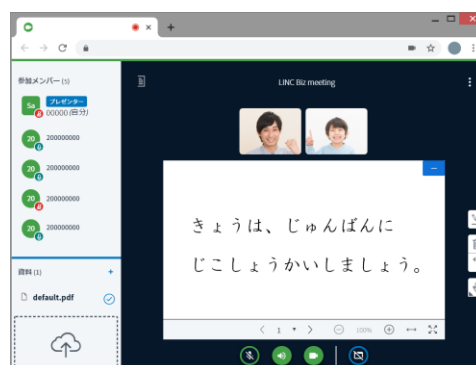 参加メンバー (5)
Sa
プレゼンター
00000 (自分)
20
200000000
20
200000000
20
200000000
20
200000000
資料 (1)
+
default.pdf
LINC Biz meeting
きょうは、じゅんばんに
じこしょうかいしましょう。
1
100%